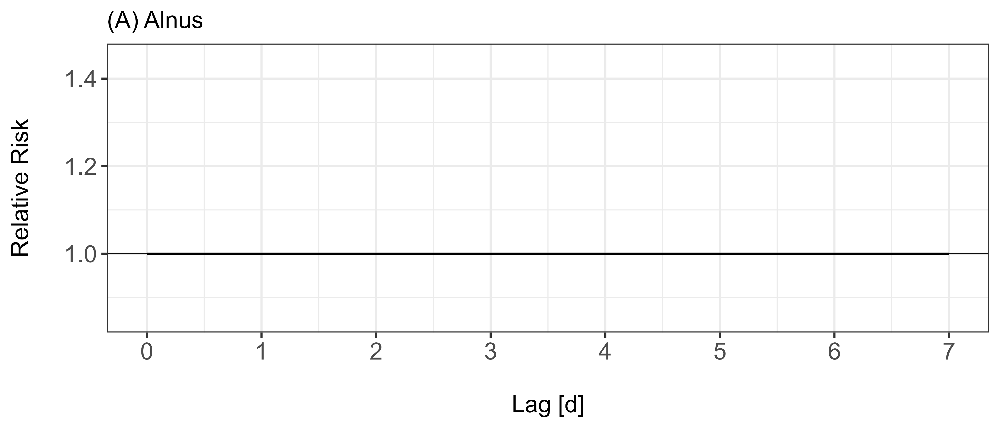 (A) Alnus
Relative Risk
1.4
1.2
1.0
0 1 2 3 4 5 6 7
Lag [d]